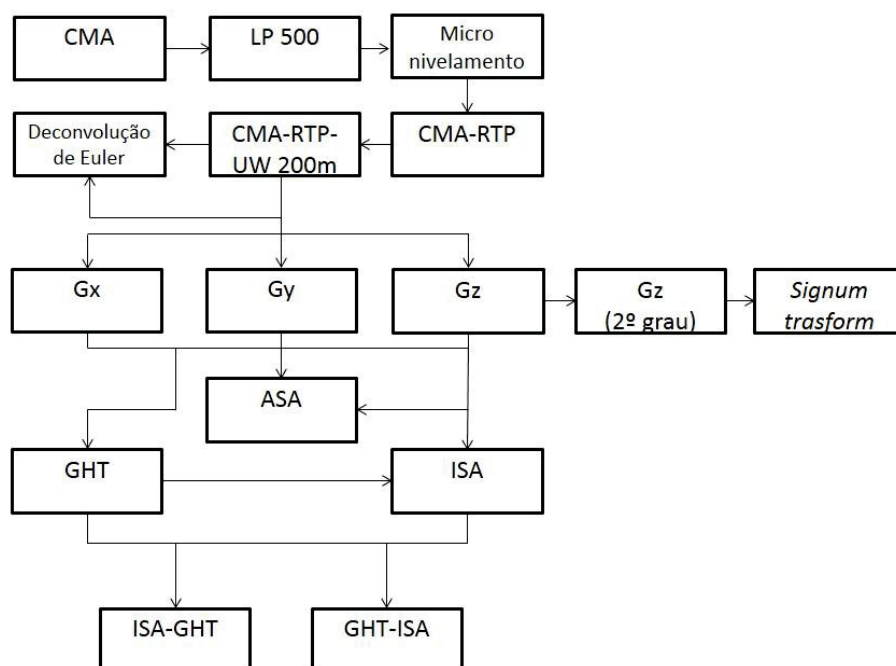 CMA
LP 500
Micro
nivelamento
Deconvolução
de Euler
CMA-RTP-
UW 200m
CMA-RTP
Gx
Gy
Gz
Gz
(2º grau)
Signum
trasform
ASA
GHT
ISA
ISA-GHT
GHT-ISA